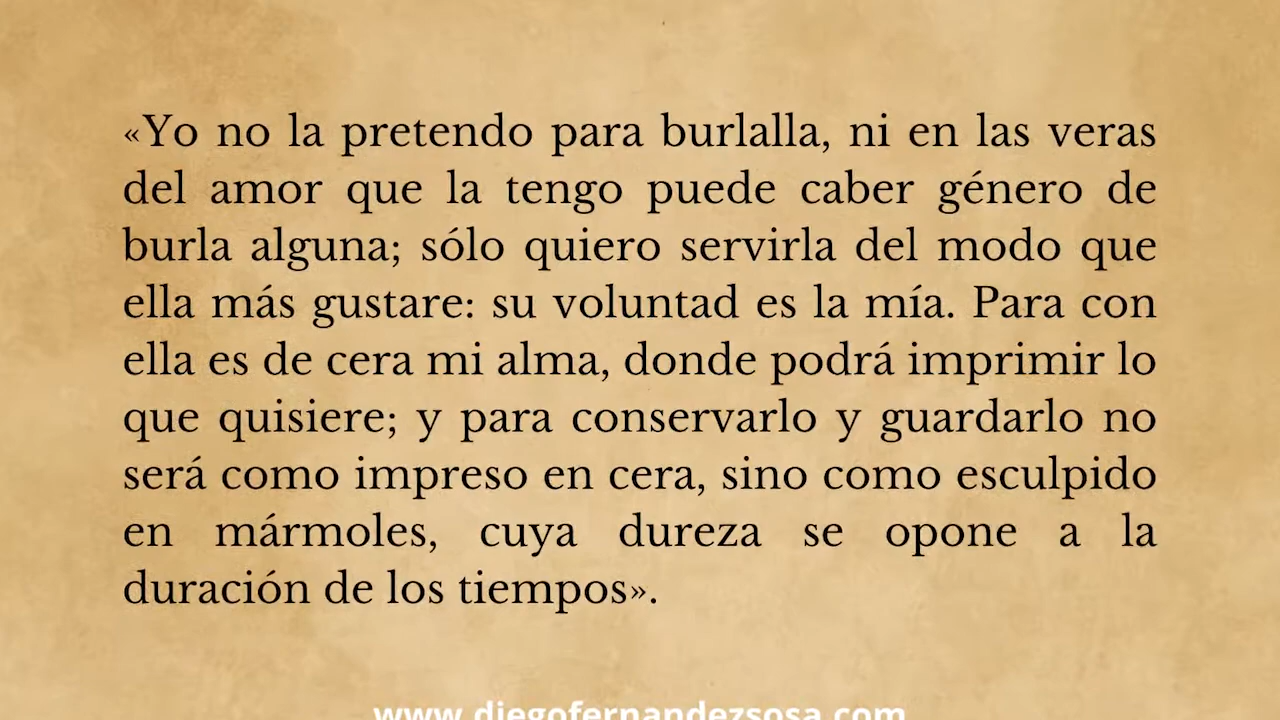 «Yo no la pretendo para burlalla, ni en las veras
del amor que la tengo puede caber género de
burla alguna; sólo quiero servirla del modo que
ella más gustare: su voluntad es la mía. Para con
ella es de cera mi alma, donde podrá imprimir lo
que quisiere; y para conservarlo y guardarlo no
será como impreso en cera, sino como esculpido
en mármoles, cuya dureza se opone a la
duración de los tiempos».
www.diegofernandezsosa.com